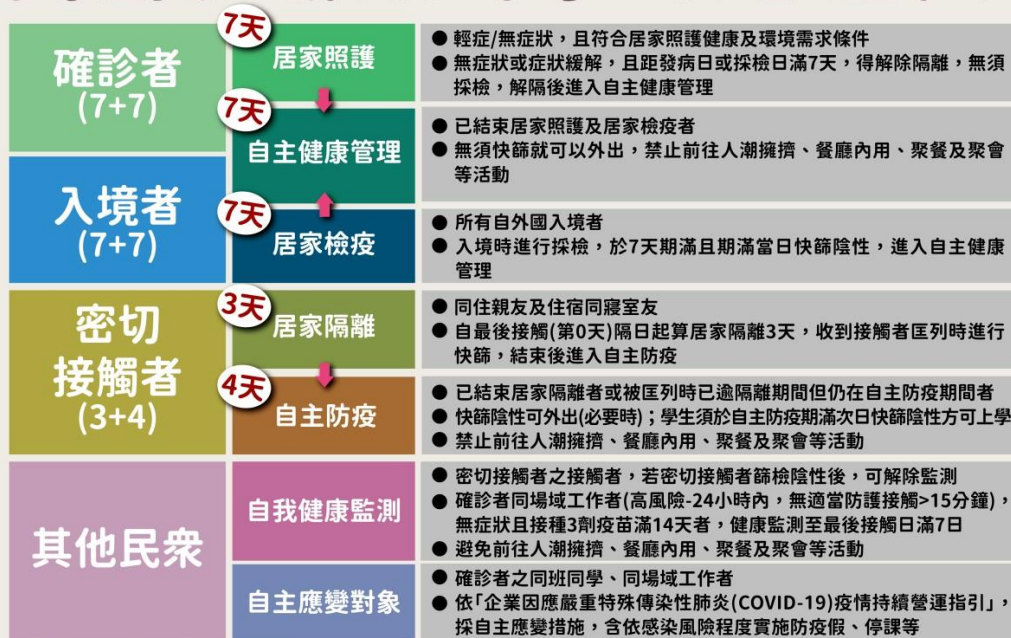 確診者
(7+7)
7天
居家照護
● 輕症/無症狀，且符合居家照護健康及環境需求條件
● 無症狀或症狀緩解，且距發病日或採檢日滿7天，得解除隔離，無須
採檢，解隔後進入自主健康管理
7天
自主健康管理
● 已結束居家照護及居家檢疫者
● 無須快篩就可以外出，禁止前往人潮擁擠、餐廳內用、聚餐及聚會
等活動
入境者
(7+7)
7天
居家檢疫
● 所有自外國入境者
● 入境時進行採檢，於7天期滿且期滿當日快篩陰性，進入自主健康
管理
密切
接觸者
(3+4)
3天
居家隔離
● 同住親友及住宿同寢室友
● 自最後接觸(第0天)隔日起算居家隔離3天，收到接觸者匡列時進行
快篩，結束後進入自主防疫
4天
自主防疫
● 已結束居家隔離者或被匡列時已逾隔離期間但仍在自主防疫期間者
● 快篩陰性可外出(必要時)；學生須於自主防疫期滿次日快篩陰性方可上學
● 禁止前往人潮擁擠、餐廳內用、聚餐及聚會等活動
其他民眾
自我健康監測
● 密切接觸者之接觸者，若密切接觸者篩檢陰性後，可解除監測
● 確診者同場域工作者(高風險-24小時內，無適當防護接觸>15分鐘)，
無症狀且接種3劑疫苗滿14天者，健康監測至最後接觸日滿7日
● 避免前往人潮擁擠、餐廳內用、聚餐及聚會等活動
自主應變對象
● 確診者之同班同學、同場域工作者
● 依「企業因應嚴重特殊傳染性肺炎(COVID-19)疫情持續營運指引」，
採自主應變措施，含依感染風險程度實施防疫假、停課等